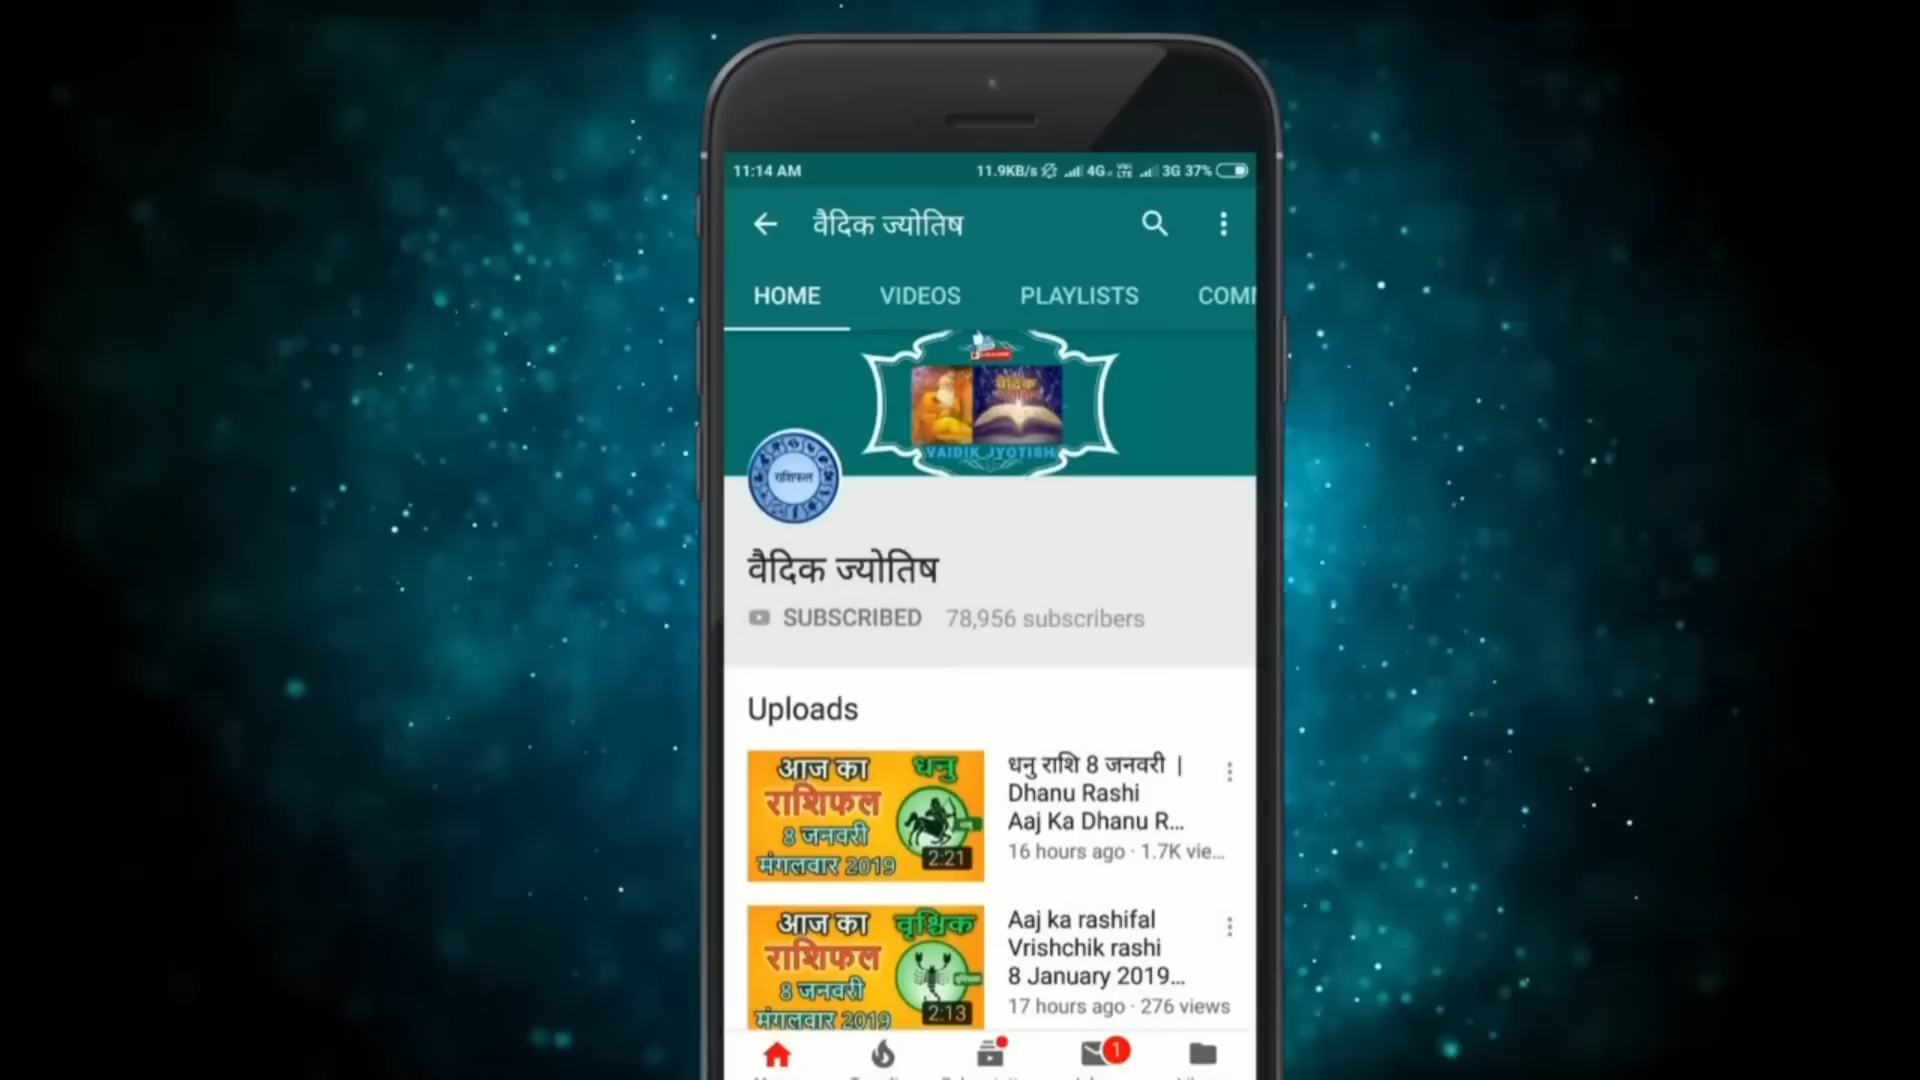 11:14 AM
11.9KB/s 4G VoLTE 3G 37%
वैदिक ज्योतिष
HOME VIDEOS PLAYLISTS COM
वैदिक
VAIDIK JYOTISH
राशिफल
वैदिक ज्योतिष
SUBSCRIBED 78,956 subscribers
Uploads
आज का धनु
राशिफल
8 जनवरी
मंगलवार 2019
2:21
धनु राशि 8 जनवरी |
Dhanu Rashi
Aaj Ka Dhanu R...
16 hours ago · 1.7K vie...
आज का वृश्चिक
राशिफल
8 जनवरी
मंगलवार 2019
2:13
Aaj ka rashifal
Vrishchik rashi
8 January 2019...
17 hours ago · 276 views
1